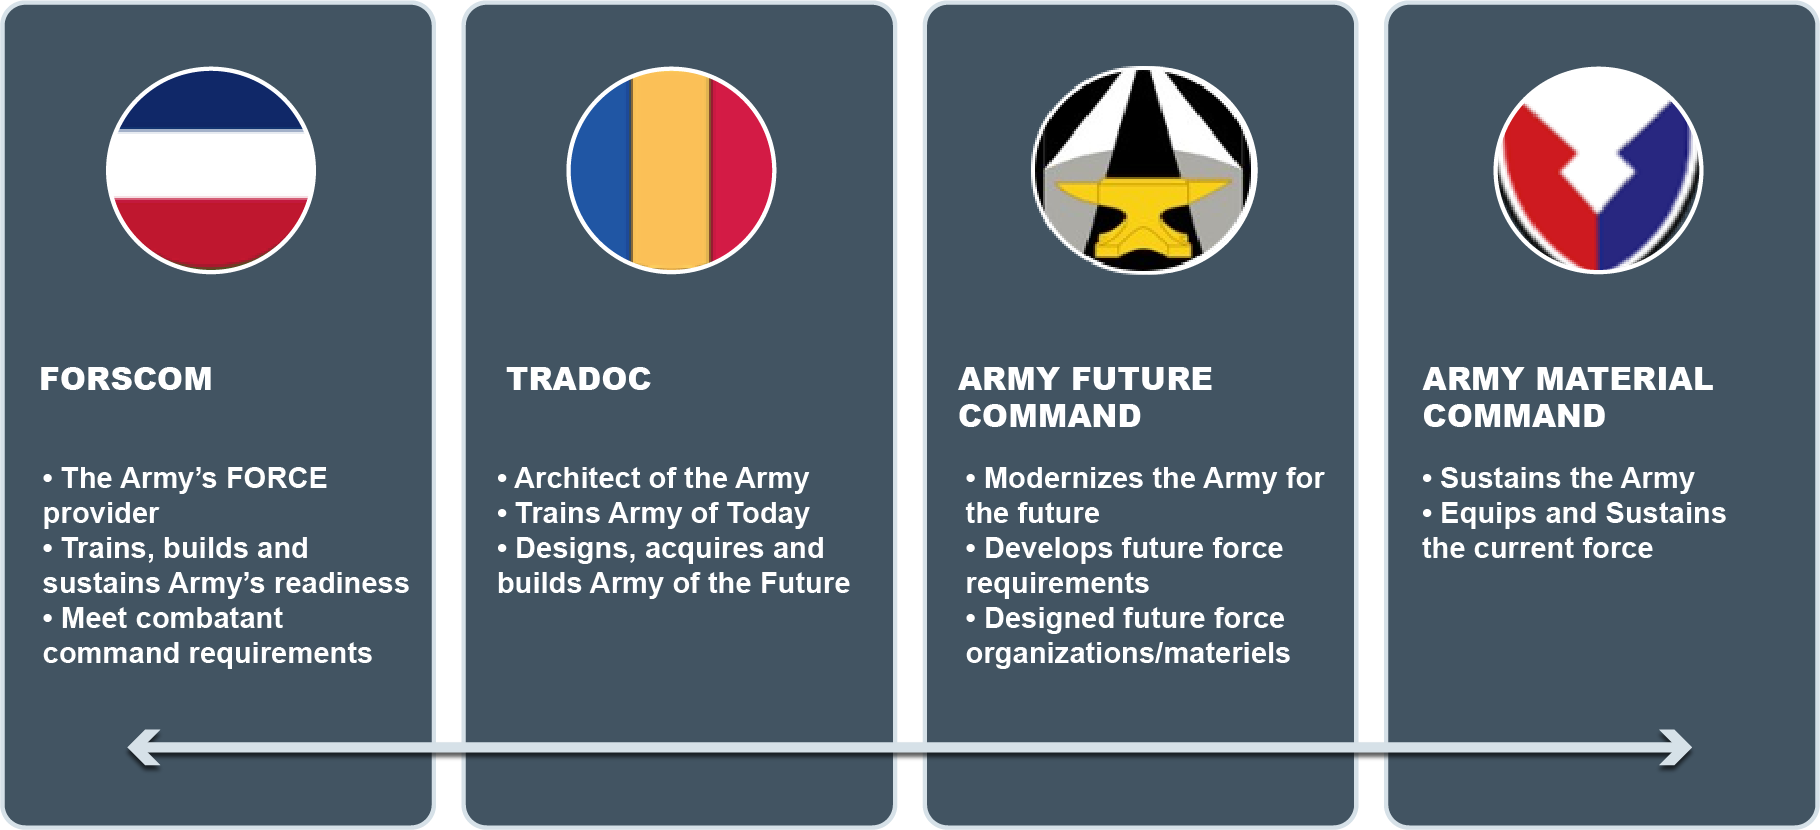 FORSCOM
• The Army’s FORCE
provider
• Trains, builds and
sustains Army’s readiness
• Meet combatant
command requirements
TRADOC
• Architect of the Army
• Trains Army of Today
• Designs, acquires and
builds Army of the Future
ARMY FUTURE
COMMAND
• Modernizes the Army for
the future
• Develops future force
requirements
• Designed future force
organizations/materiels
ARMY MATERIAL
COMMAND
• Sustains the Army
• Equips and Sustains
the current force